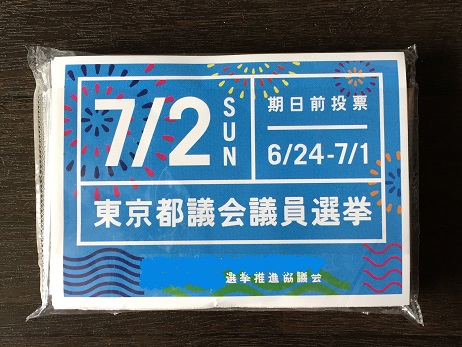 7/2
SUN
期日前投票
6/24-7/1
東京都議会議員選挙
選挙推進協議会